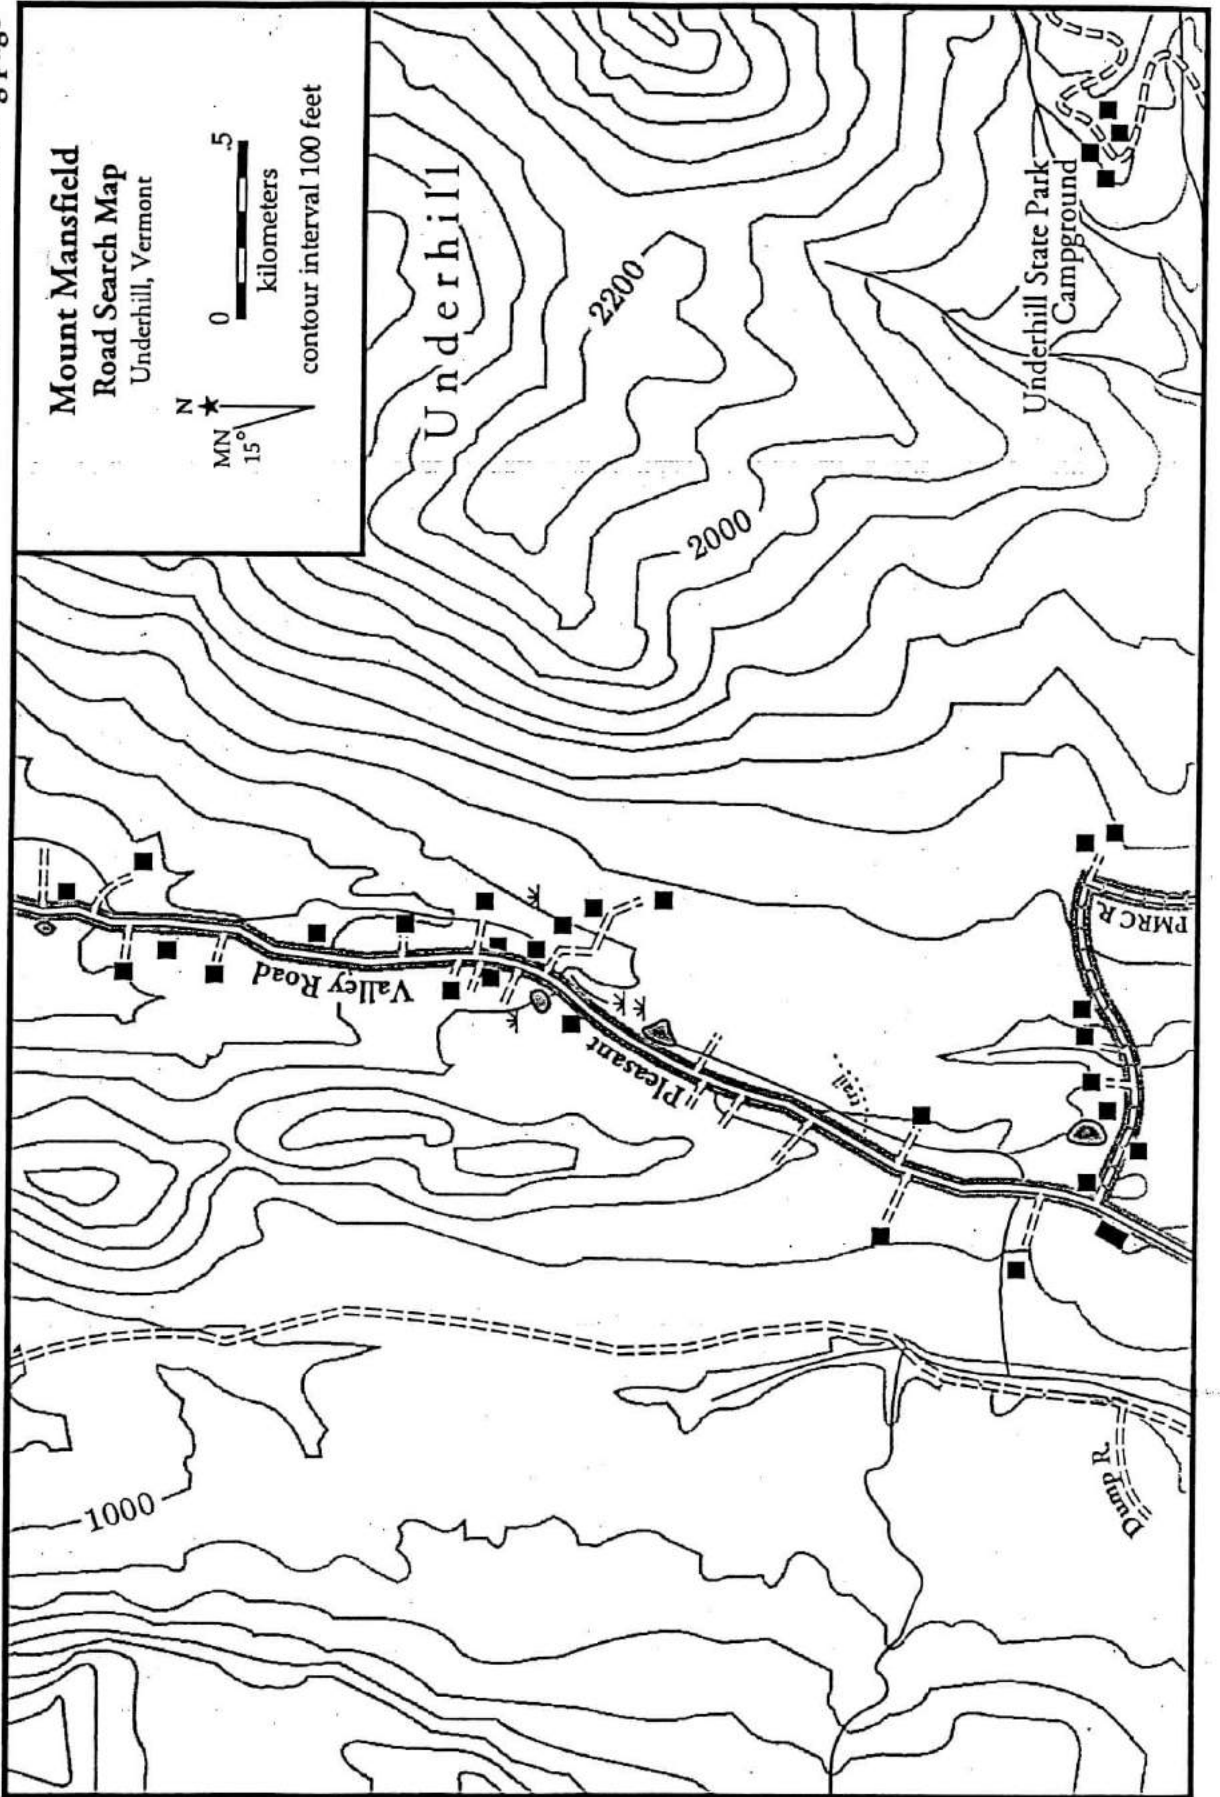 Mount Mansfield
Road Search Map
Underhill, Vermont
N
MN
15°
0 .5
kilometers
contour interval 100 feet
Underhill
2200
2000
Underhill State Park
Campground
Valley Road
Pleasant
trail
PMRC R.
1000
Dump R.